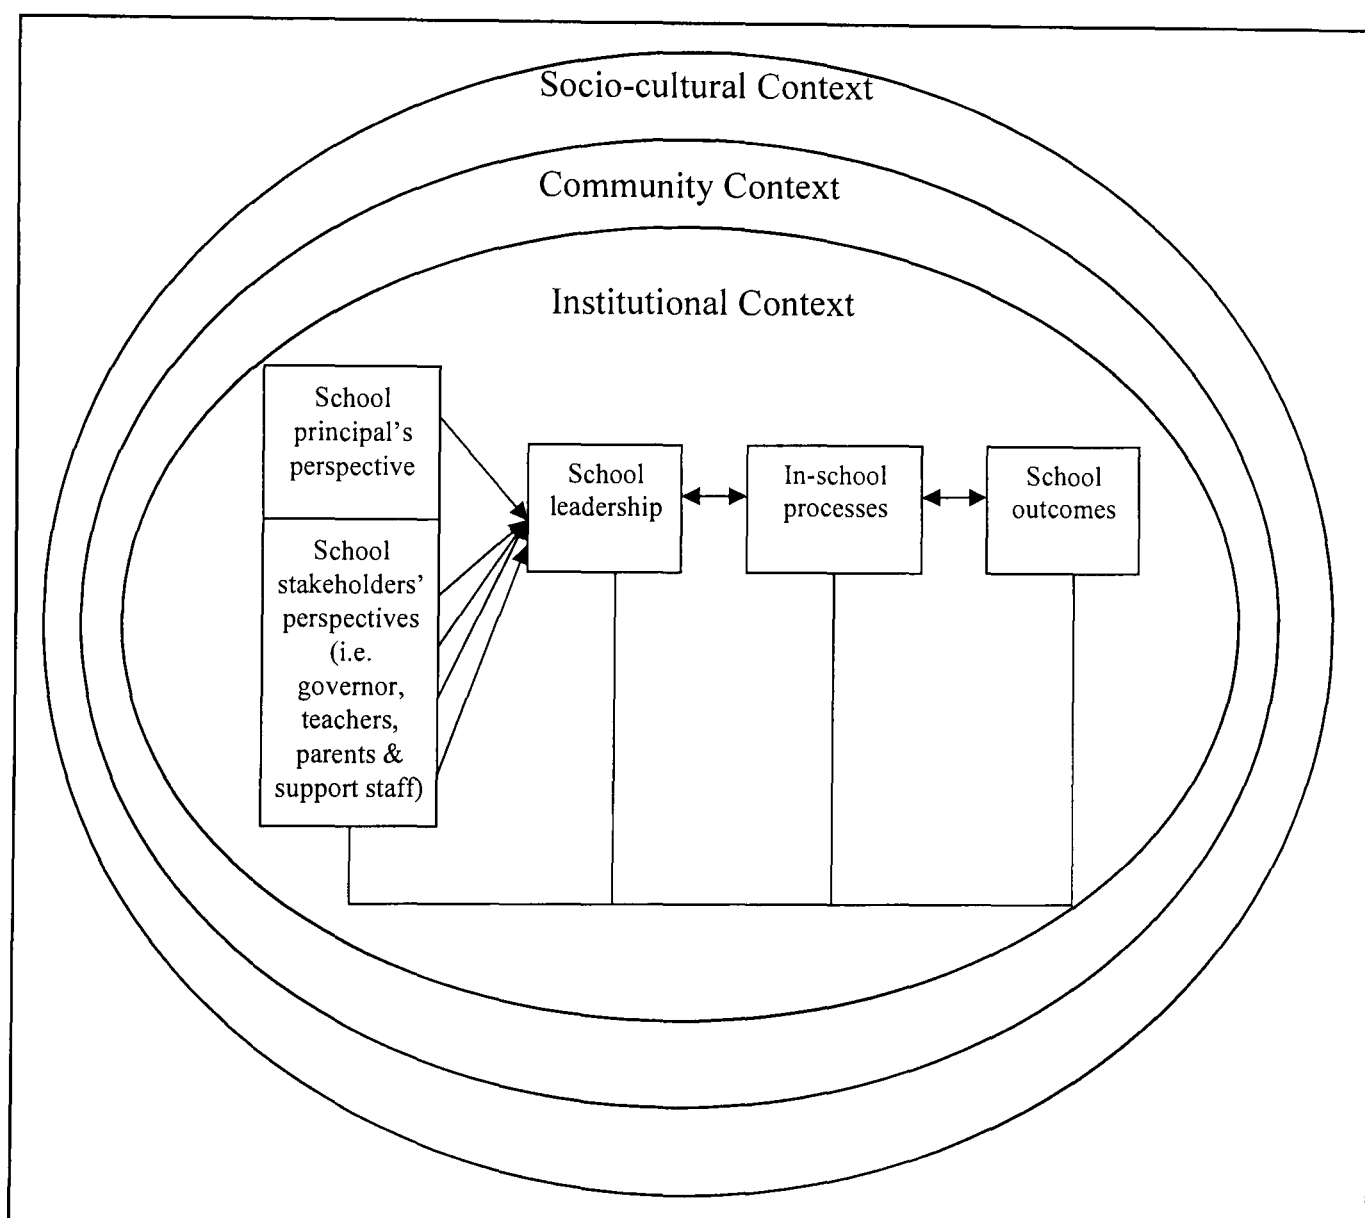 Socio-cultural Context
Community Context
Institutional Context
School
principal's
perspective
School
stakeholders'
perspectives
(i.e.
governor,
teachers,
parents &
support staff)
School
leadership
In-school
processes
School
outcomes